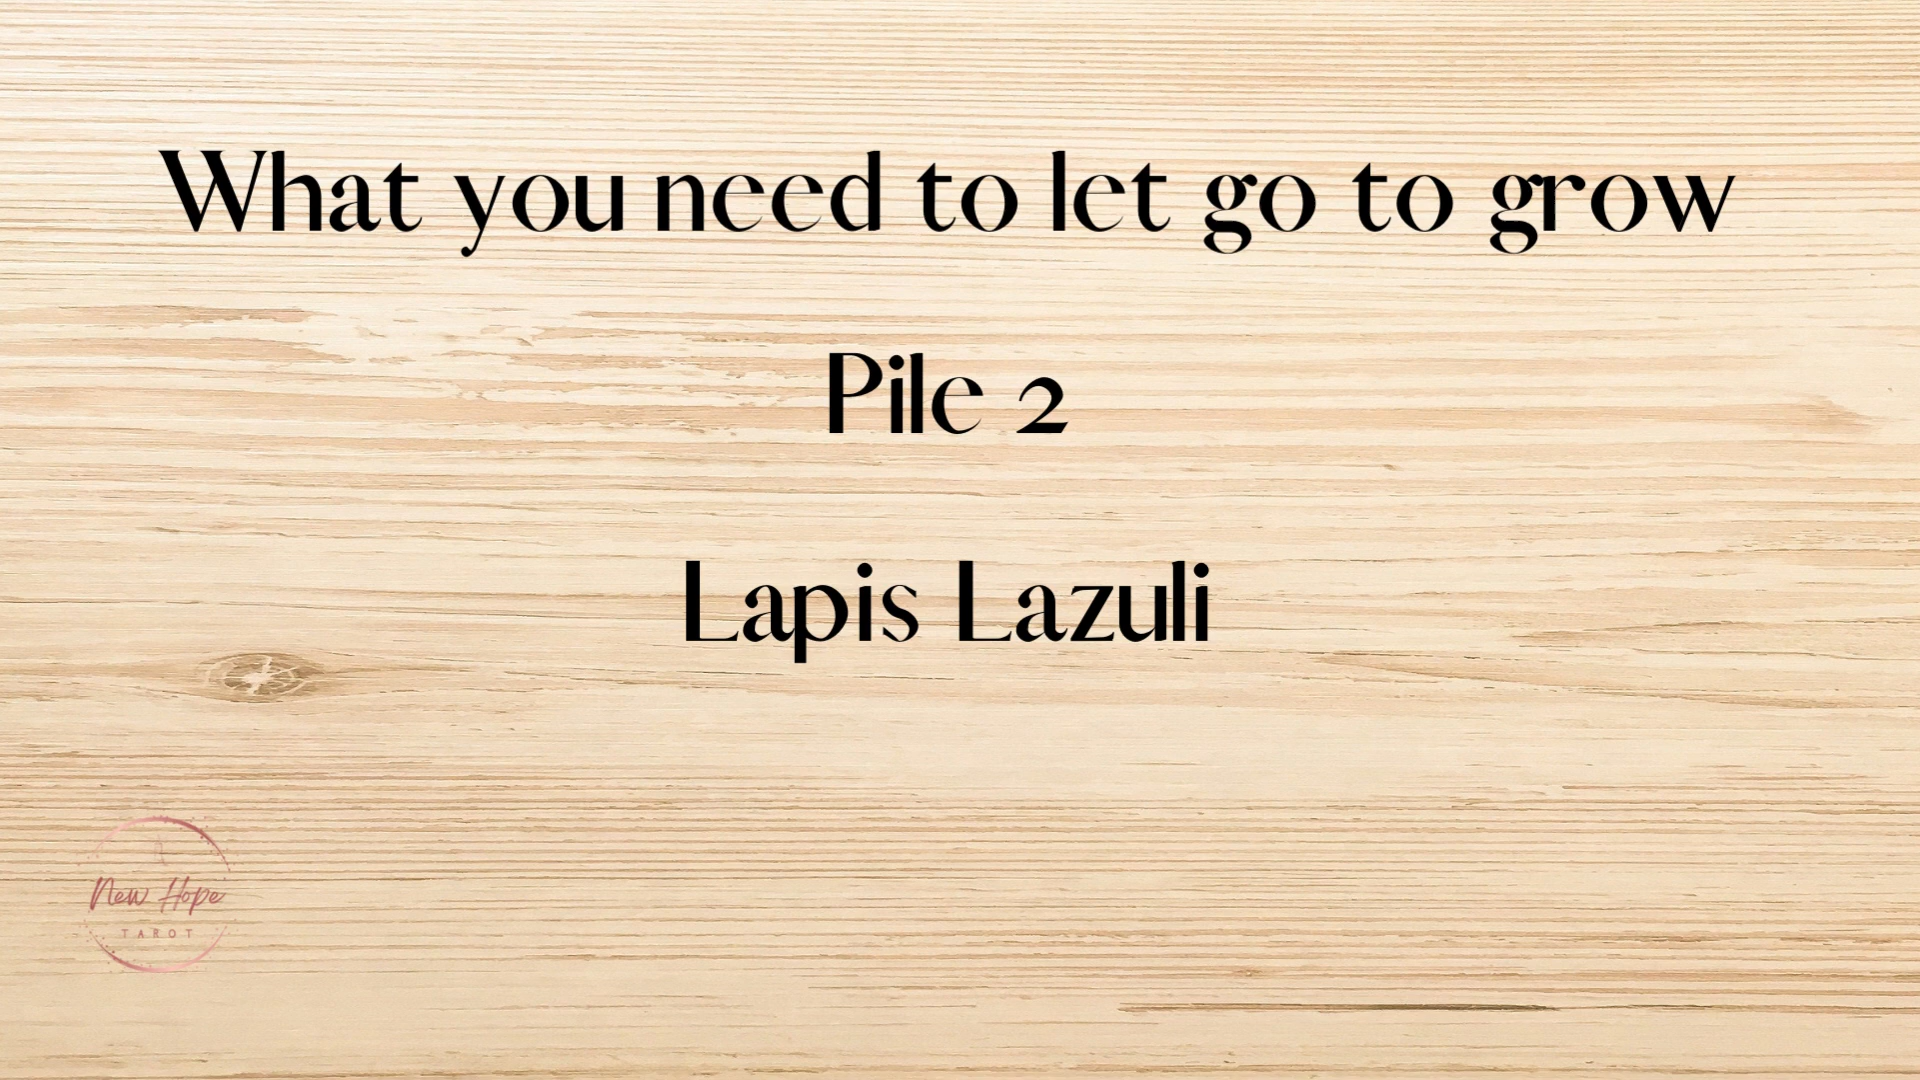 What you need to let go to grow
Pile 2
Lapis Lazuli
New Hope
TAROT